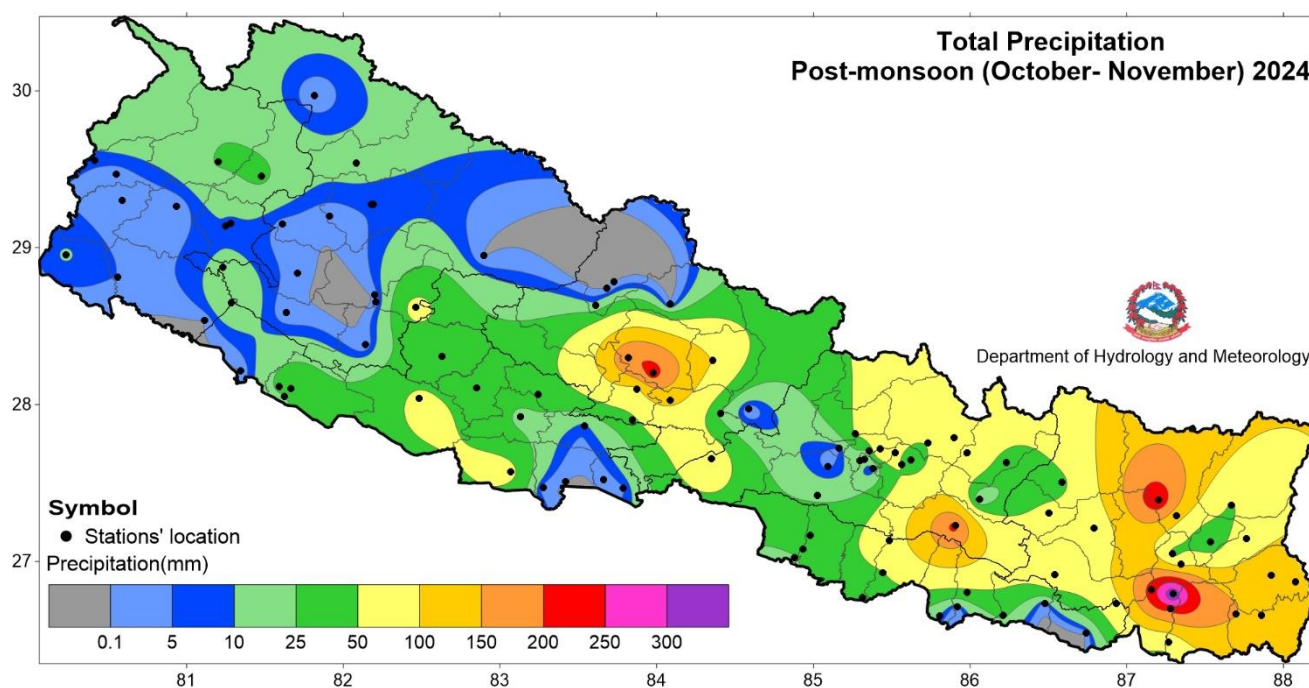 Total Precipitation
Post-monsoon (October- November) 2024
30
29
28
27
Department of Hydrology and Meteorology
Symbol
Stations' location
Precipitation(mm)
0.1 5 10 25 50 100 150 200 250 300
81 82 83 84 85 86 87 88